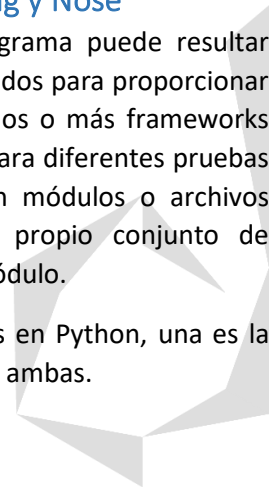 g y Nose
grama puede resultar
dos para proporcionar
os o más frameworks
ara diferentes pruebas
n módulos o archivos
propio conjunto de
ódulo.
s en Python, una es la
ambas.